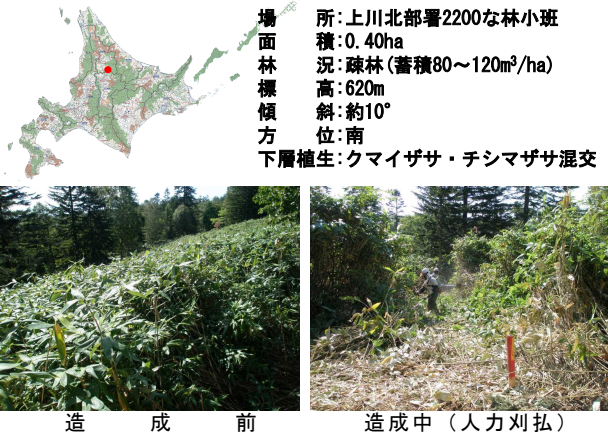 場　　所：上川北部署2200な林小班
面　　積：0.40ha
林　　況：疎林(蓄積80～120m³/ha)
標　　高：620m
傾　　斜：約10°
方　　位：南
下層植生：クマイザサ・チシマザサ混交
造　成　前
造成中（人力刈払）